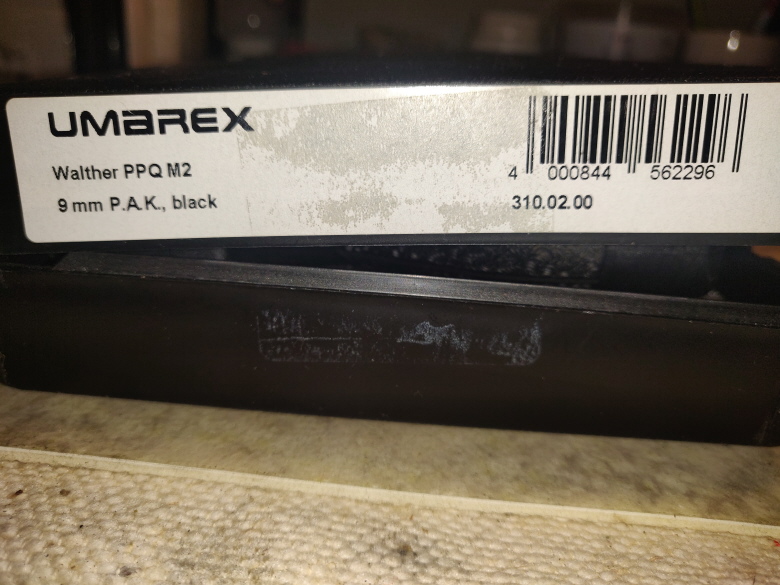 UMAREX
Walther PPQ M2
9 mm P.A.K., black
4 000844 562296
310.02.00